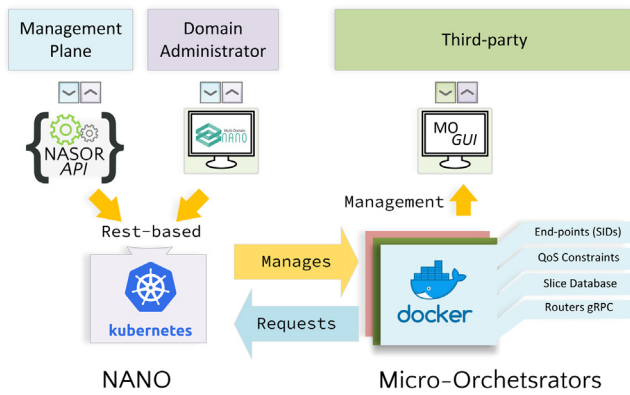 Management
Plane
Domain
Administrator
Third-party
NASOR
API
Multi-Domain
NANO
MO
GUI
Management
Rest-based
Manages
Requests
kubernetes
docker
End-points (SIDs)
QoS Constraints
Slice Database
Routers gRPC
NANO
Micro-Orchetsrators